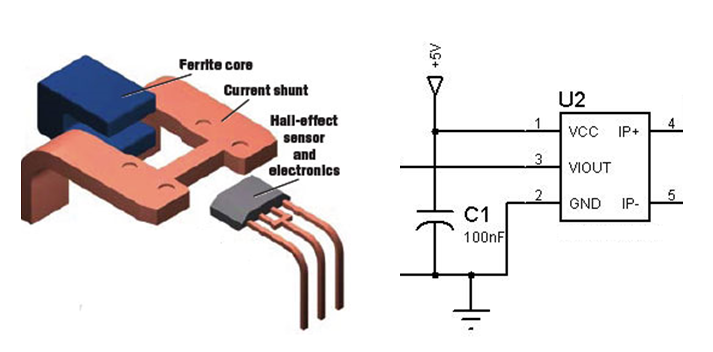 Ferrite core
Current shunt
Hall-effect
sensor
and
electronics
+5V
U2
1 VCC IP+ 4
3 VIOUT
2 GND IP- 5
C1
100nF